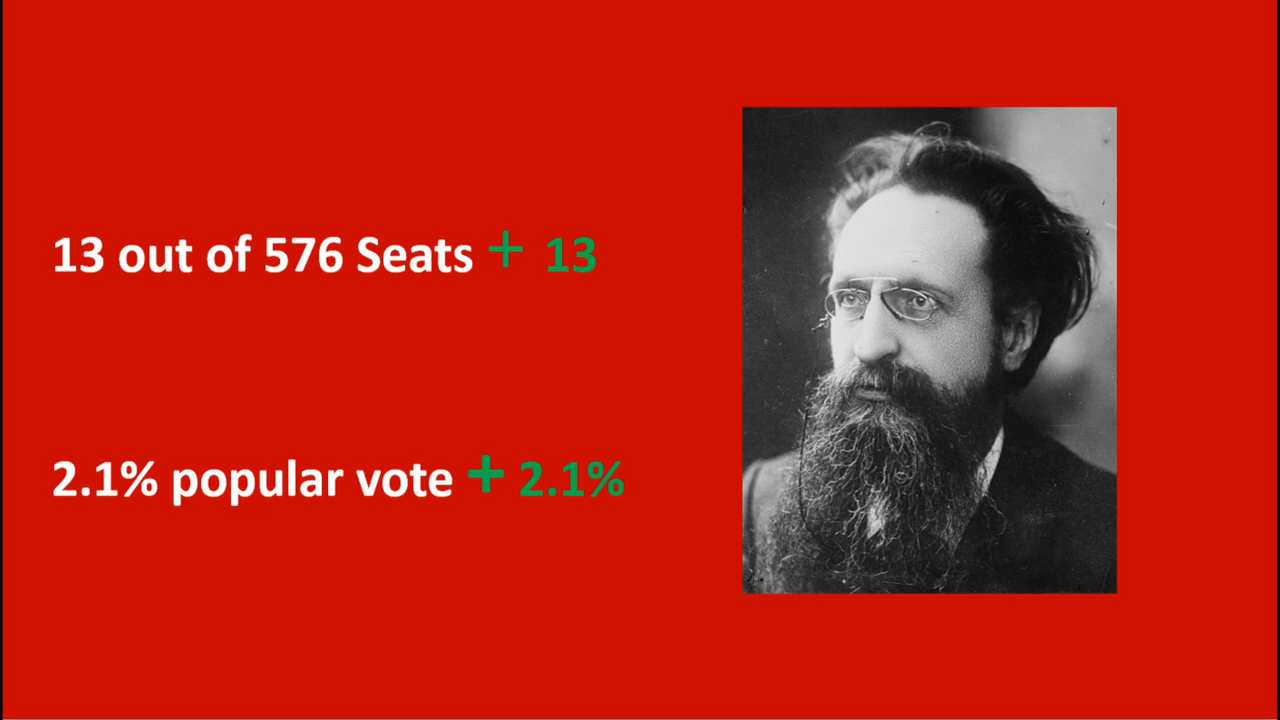 13 out of 576 Seats + 13
2.1% popular vote + 2.1%